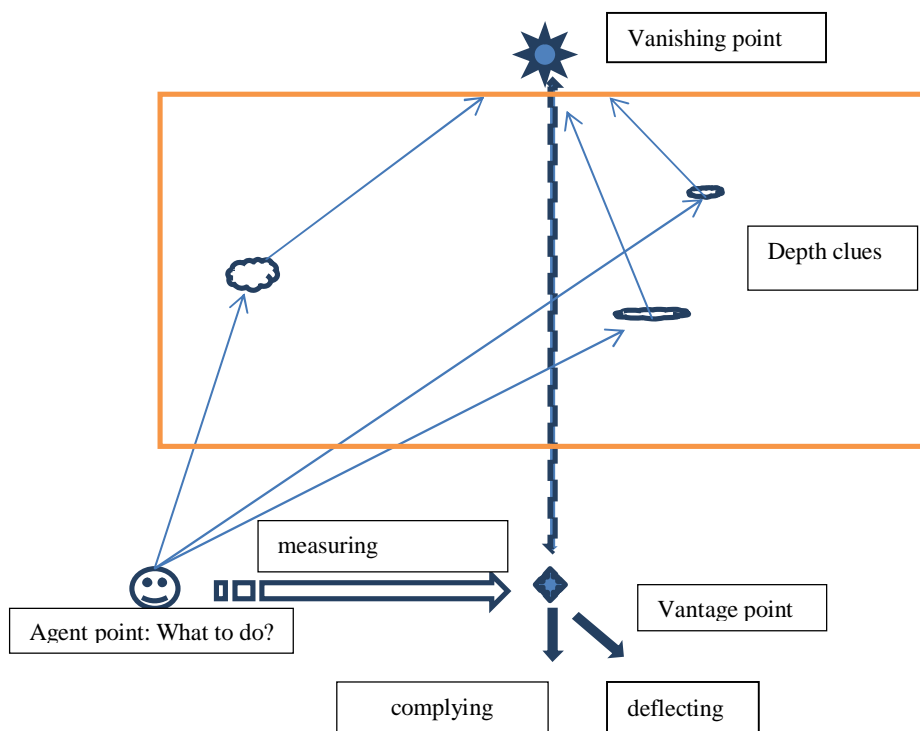 Vanishing point
Depth clues
measuring
Agent point: What to do?
Vantage point
complying
deflecting